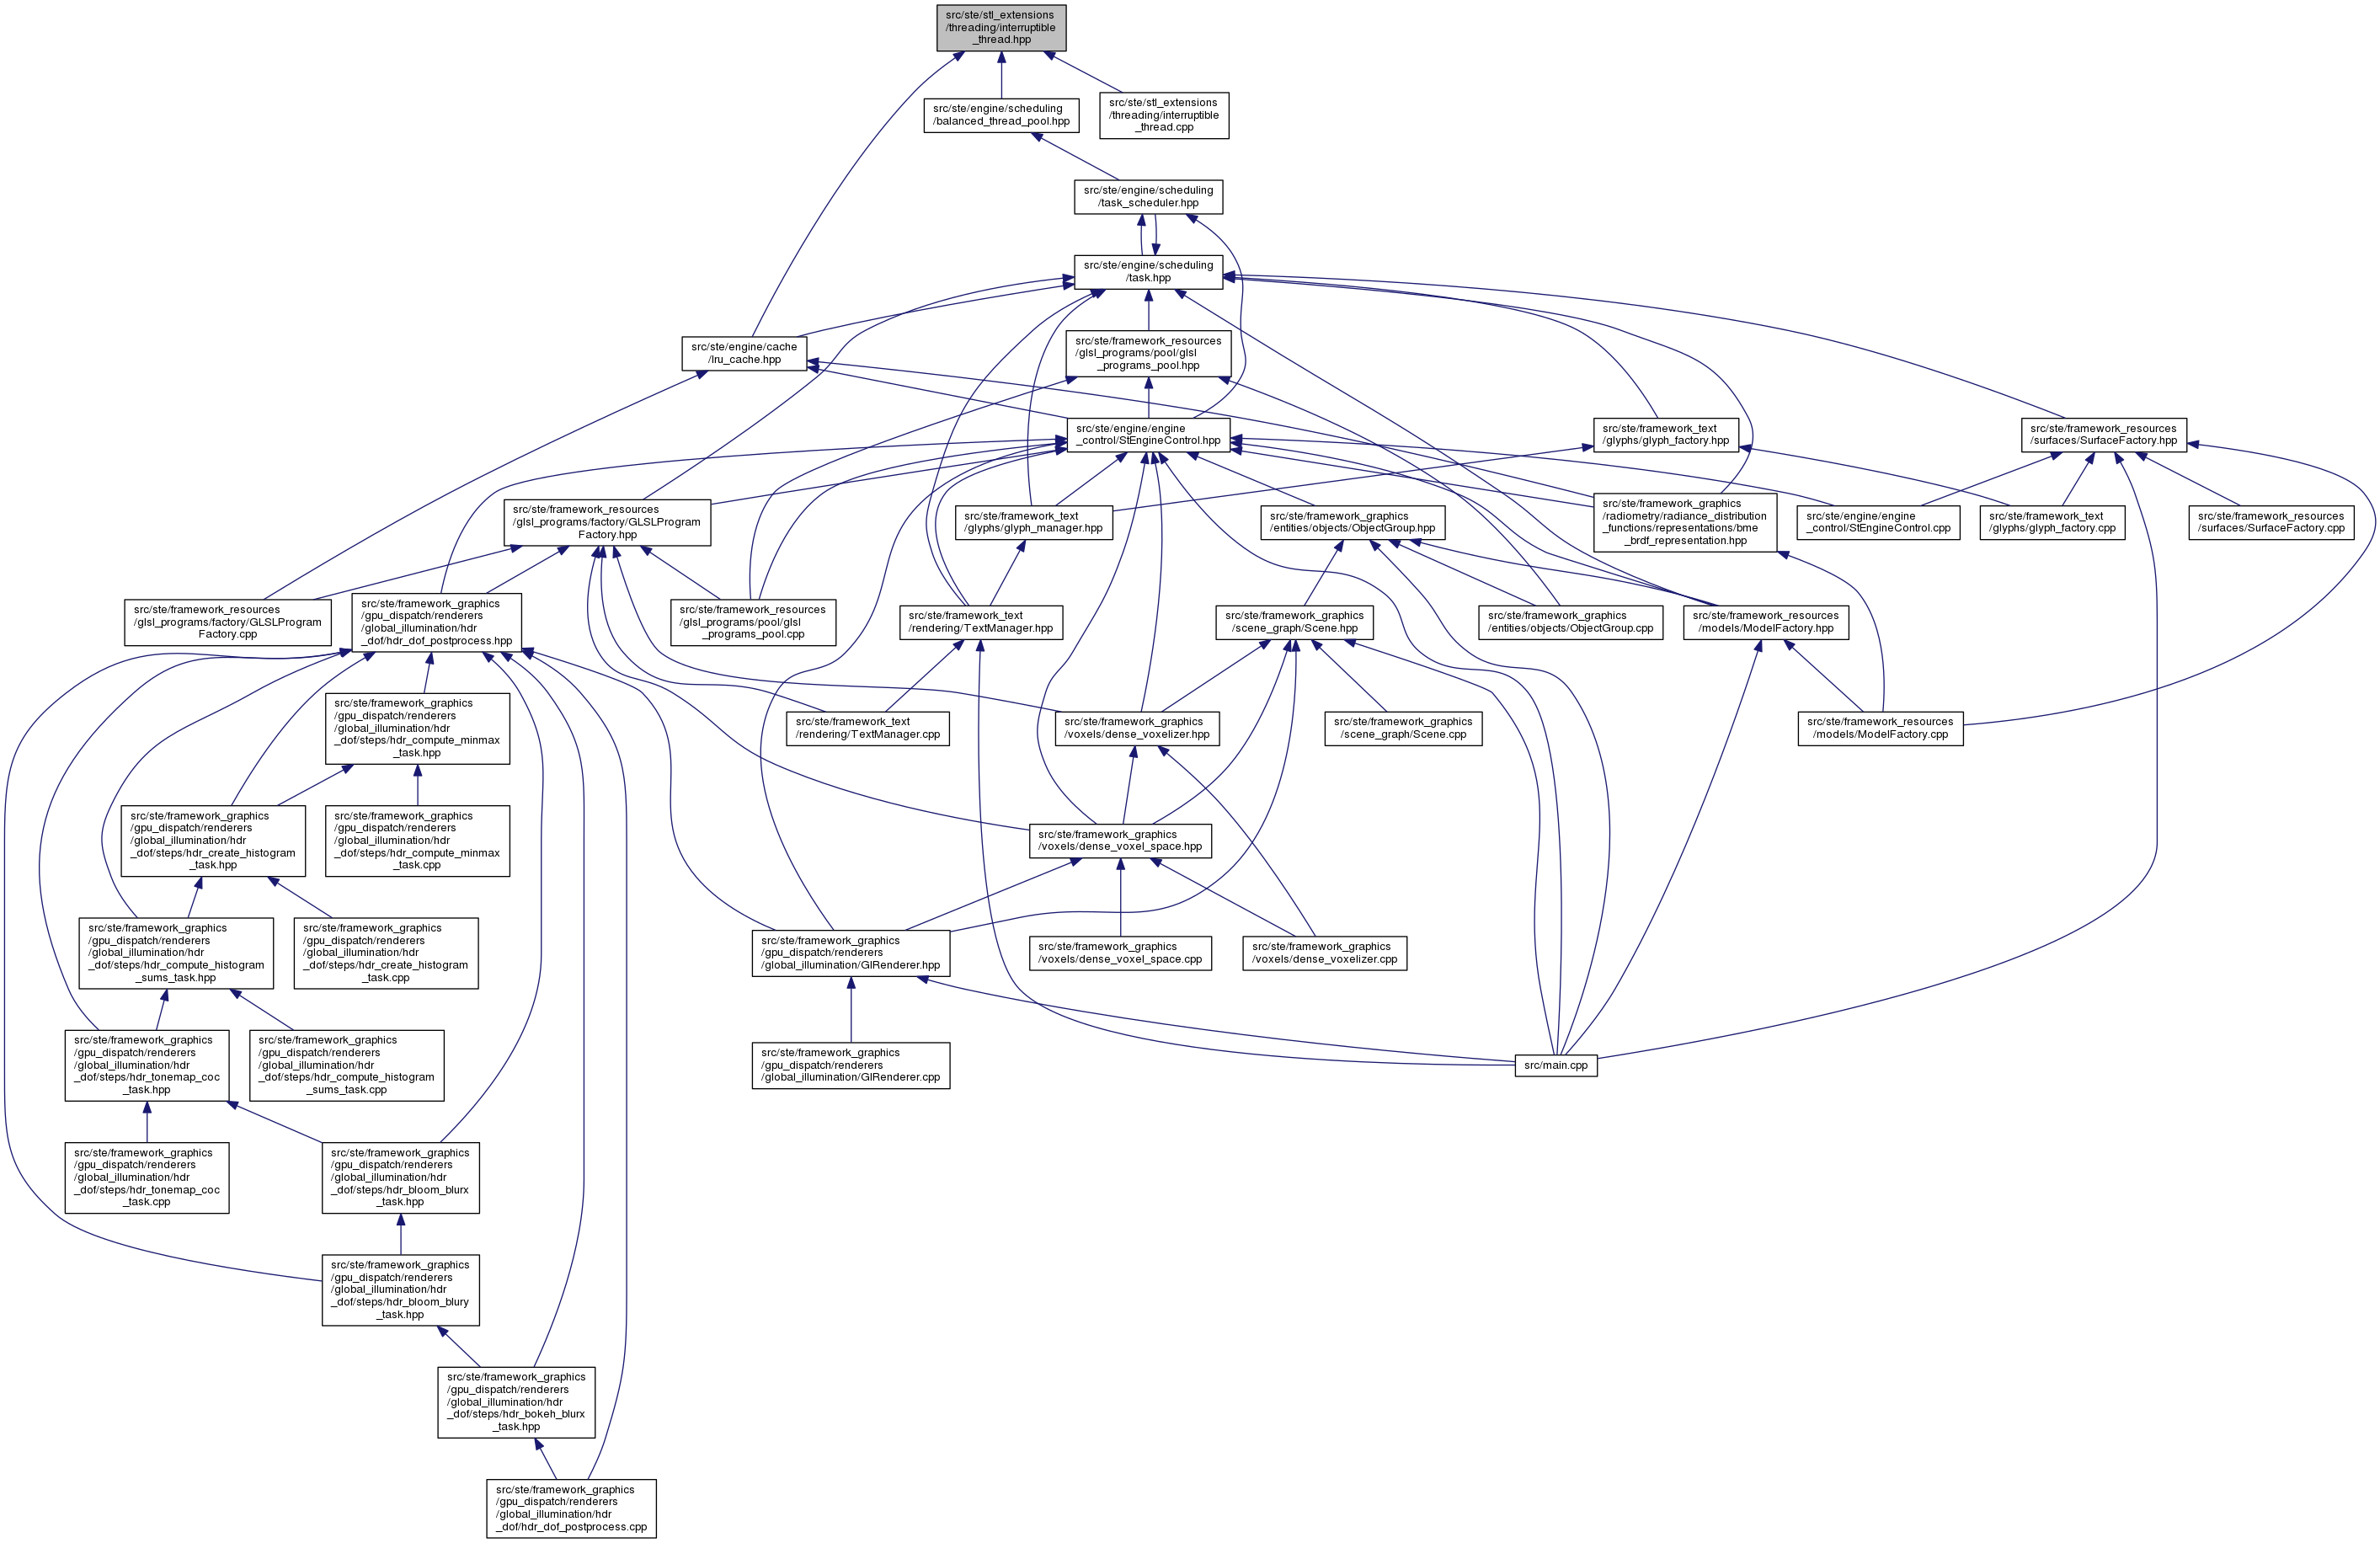 src/ste/stl_extensions
/threading/interruptible
_thread.hpp
src/ste/engine/scheduling
/balanced_thread_pool.hpp
src/ste/stl_extensions
/threading/interruptible
_thread.cpp
src/ste/engine/scheduling
/task_scheduler.hpp
src/ste/engine/scheduling
/task.hpp
src/ste/engine/cache
/lru_cache.hpp
src/ste/framework_resources
/glsl_programs/pool/glsl
_programs_pool.hpp
src/ste/engine/engine
_control/StEngineControl.hpp
src/ste/framework_text
/glyphs/glyph_factory.hpp
src/ste/framework_resources
/surfaces/SurfaceFactory.hpp
src/ste/framework_resources
/glsl_programs/factory/GLSLProgram
Factory.hpp
src/ste/framework_text
/glyphs/glyph_manager.hpp
src/ste/framework_graphics
/entities/objects/ObjectGroup.hpp
src/ste/framework_graphics
/radiometry/radiance_distribution
_functions/representations/bme
_brdf_representation.hpp
src/ste/engine/engine
_control/StEngineControl.cpp
src/ste/framework_text
/glyphs/glyph_factory.cpp
src/ste/framework_resources
/surfaces/SurfaceFactory.cpp
src/ste/framework_resources
/glsl_programs/factory/GLSLProgram
Factory.cpp
src/ste/framework_graphics
/gpu_dispatch/renderers
/global_illumination/hdr
_dof/hdr_dof_postprocess.hpp
src/ste/framework_resources
/glsl_programs/pool/glsl
_programs_pool.cpp
src/ste/framework_text
/rendering/TextManager.hpp
src/ste/framework_graphics
/scene_graph/Scene.hpp
src/ste/framework_graphics
/entities/objects/ObjectGroup.cpp
src/ste/framework_resources
/models/ModelFactory.hpp
src/ste/framework_graphics
/gpu_dispatch/renderers
/global_illumination/hdr
_dof/steps/hdr_compute_minmax
_task.hpp
src/ste/framework_text
/rendering/TextManager.cpp
src/ste/framework_graphics
/voxels/dense_voxelizer.hpp
src/ste/framework_graphics
/scene_graph/Scene.cpp
src/ste/framework_resources
/models/ModelFactory.cpp
src/ste/framework_graphics
/gpu_dispatch/renderers
/global_illumination/hdr
_dof/steps/hdr_create_histogram
_task.hpp
src/ste/framework_graphics
/gpu_dispatch/renderers
/global_illumination/hdr
_dof/steps/hdr_compute_minmax
_task.cpp
src/ste/framework_graphics
/voxels/dense_voxel_space.hpp
src/ste/framework_graphics
/gpu_dispatch/renderers
/global_illumination/hdr
_dof/steps/hdr_compute_histogram
_sums_task.hpp
src/ste/framework_graphics
/gpu_dispatch/renderers
/global_illumination/hdr
_dof/steps/hdr_create_histogram
_task.cpp
src/ste/framework_graphics
/gpu_dispatch/renderers
/global_illumination/GIRenderer.hpp
src/ste/framework_graphics
/voxels/dense_voxel_space.cpp
src/ste/framework_graphics
/voxels/dense_voxelizer.cpp
src/ste/framework_graphics
/gpu_dispatch/renderers
/global_illumination/hdr
_dof/steps/hdr_tonemap_coc
_task.hpp
src/ste/framework_graphics
/gpu_dispatch/renderers
/global_illumination/hdr
_dof/steps/hdr_compute_histogram
_sums_task.cpp
src/ste/framework_graphics
/gpu_dispatch/renderers
/global_illumination/GIRenderer.cpp
src/main.cpp
src/ste/framework_graphics
/gpu_dispatch/renderers
/global_illumination/hdr
_dof/steps/hdr_tonemap_coc
_task.cpp
src/ste/framework_graphics
/gpu_dispatch/renderers
/global_illumination/hdr
_dof/steps/hdr_bloom_blurx
_task.hpp
src/ste/framework_graphics
/gpu_dispatch/renderers
/global_illumination/hdr
_dof/steps/hdr_bloom_blury
_task.hpp
src/ste/framework_graphics
/gpu_dispatch/renderers
/global_illumination/hdr
_dof/steps/hdr_bokeh_blurx
_task.hpp
src/ste/framework_graphics
/gpu_dispatch/renderers
/global_illumination/hdr
_dof/hdr_dof_postprocess.cpp